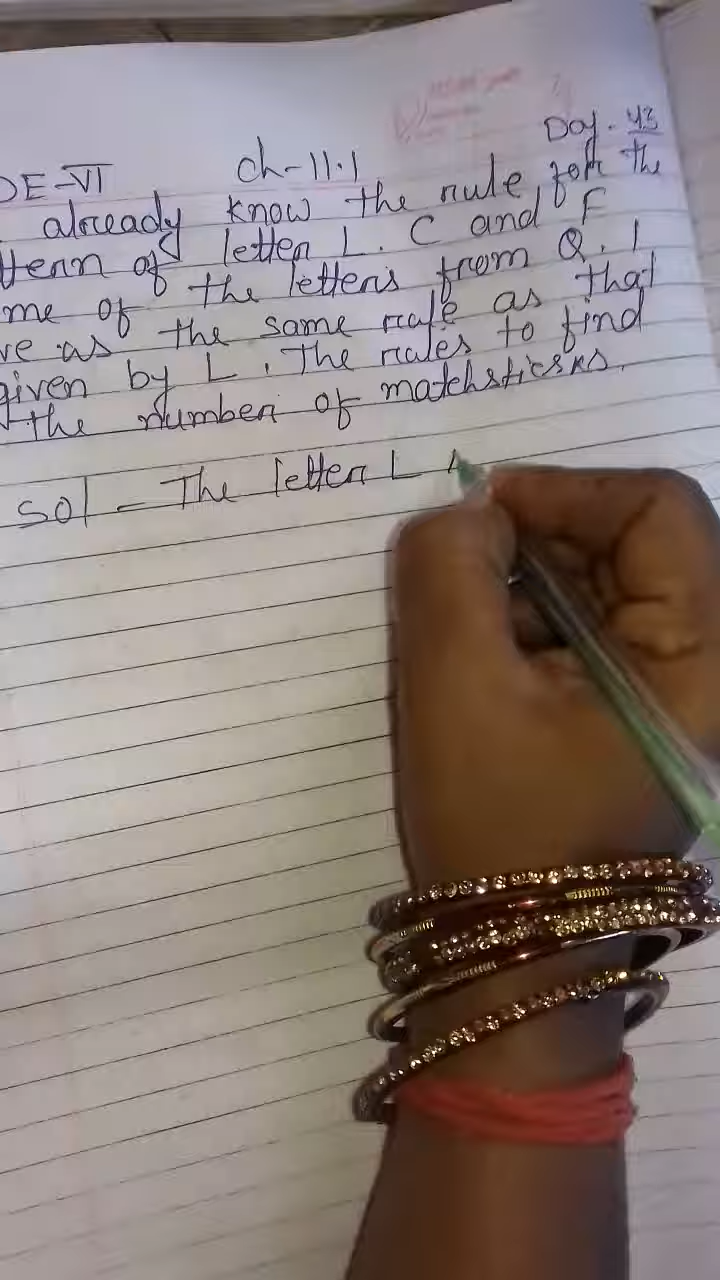 DE-VI ch-11.1 Day-43
already know the rule for the
ttern of letter L. C and F
me of the letters from Q.1
ve as the same rule as that
given by L. The rules to find
the number of matchsticks.
Sol - The letter L